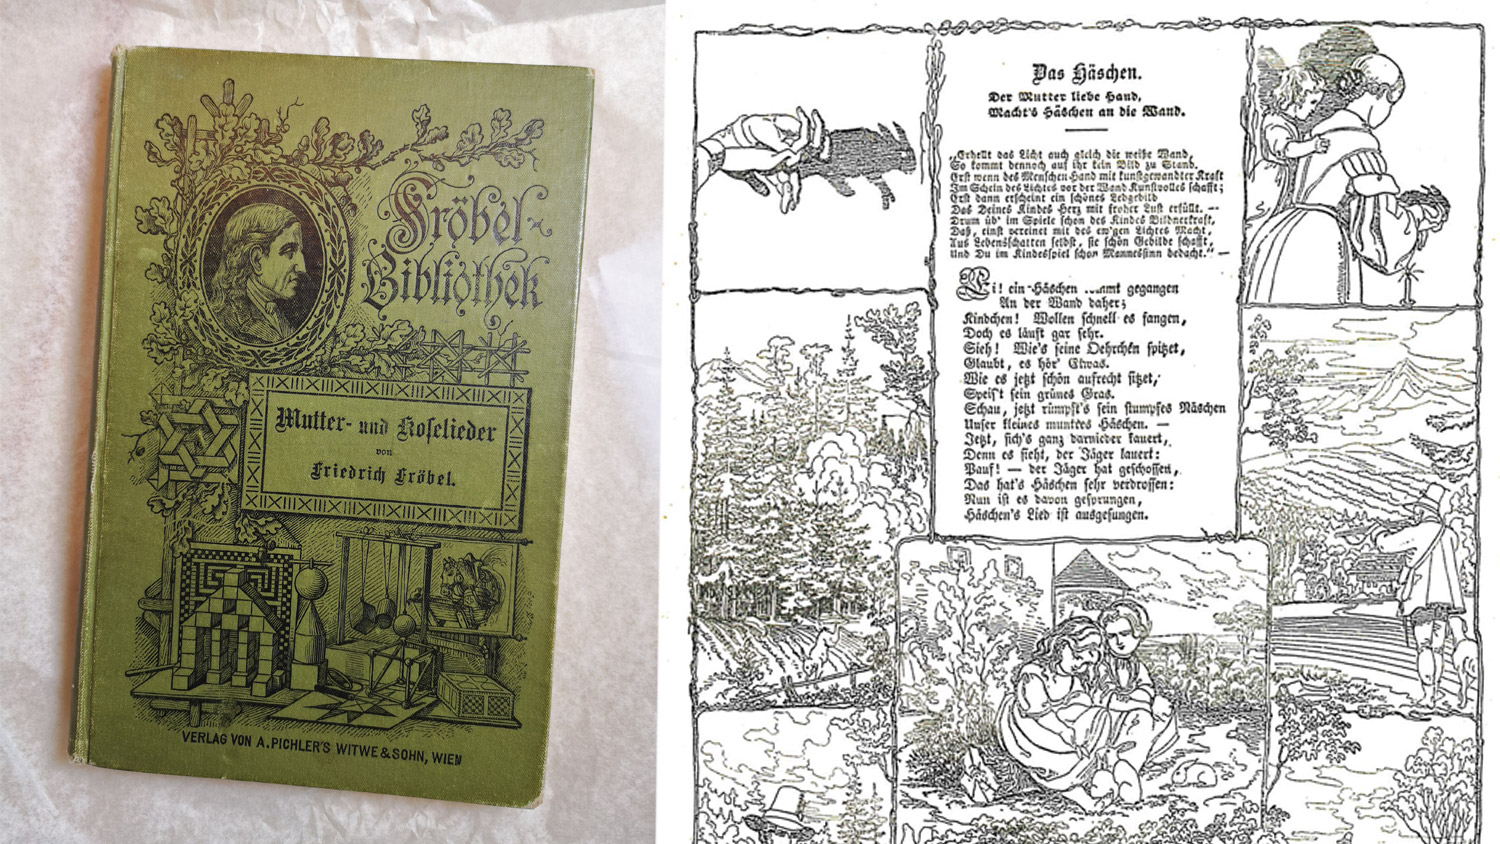 Fröbel-
Bibliothek
Mutter- und Koselieder
von
Friedrich Fröbel.
VERLAG VON A. PICHLER'S WITWE & SOHN, WIEN
Das Häschen.
Der Mutter liebe Hand,
Macht's Häschen an die Wand.
„Erhellt das Licht auch gleich die weiße Wand,
So kommt dennoch auf ihr kein Bild zu Stand.
Erst wenn des Menschen Hand mit kunstgewandter Kraft
Im Schein des Lichtes vor der Wand Kunstvolles schafft;
Erst dann erscheint ein schönes Lebgebild
Das Deines Kindes Herz mit froher Lust erfüllt. —
Drum üb' im Spiele schon des Kindes Bildnerkraft,
Daß, einst vereinet mit des ew'gen Lichtes Macht,
Aus Lebensschatten selbst, sie schön Gebilde schafft,
Und Du im Kindesspiel schon Mannessinn bedacht." —
Ei! ein Häschen kommt gegangen
An der Wand daher;
Kindchen! Wollen schnell es fangen,
Doch es läuft gar sehr.
Sieh! Wie's seine Oehrchen spitzet,
Glaubt, es hör' Etwas.
Wie es jetzt schön aufrecht sitzet,
Speis't sein grünes Gras.
Schau, jetzt rümpft's sein stumpfes Näschen
Unser kleines muntres Häschen. —
Jetzt, sich's ganz darnieder kauert,
Denn es sieht, der Jäger lauert:
Pauf! — der Jäger hat geschossen,
Das hat's Häschen sehr verdrossen:
Nun ist es davon gesprungen,
Häschen's Lied ist ausgesungen.